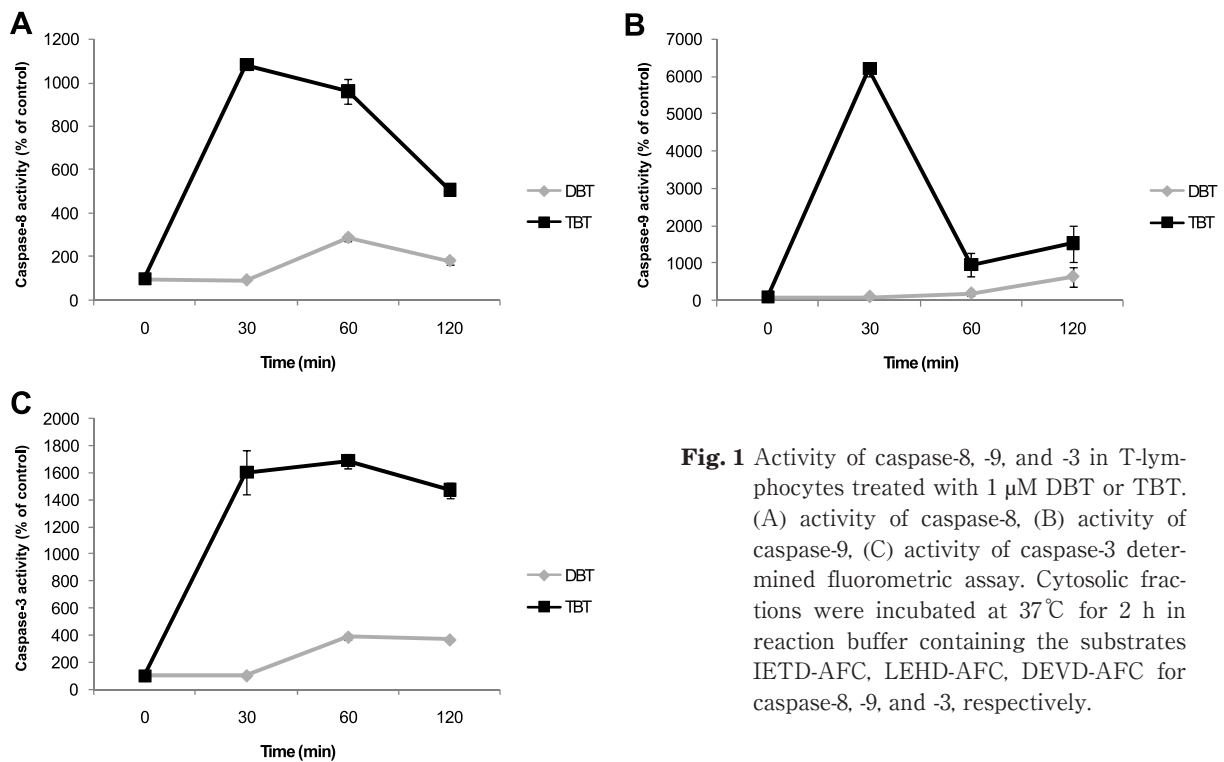 A
1200
1000
800
600
400
200
0
Caspase-8 activity (% of control)
0 30 60 120
Time (min)
DBT
TBT
B
7000
6000
5000
4000
3000
2000
1000
0
Caspase-9 activity (% of control)
0 30 60 120
Time (min)
DBT
TBT
C
2000
1800
1600
1400
1200
1000
800
600
400
200
0
Caspase-3 activity (% of control)
0 30 60 120
Time (min)
DBT
TBT
Fig. 1 Activity of caspase-8, -9, and -3 in T-lym-
phocytes treated with 1 μM DBT or TBT.
(A) activity of caspase-8, (B) activity of
caspase-9, (C) activity of caspase-3 deter-
mined fluorometric assay. Cytosolic frac-
tions were incubated at 37℃ for 2 h in
reaction buffer containing the substrates
IETD-AFC, LEHD-AFC, DEVD-AFC for
caspase-8, -9, and -3, respectively.